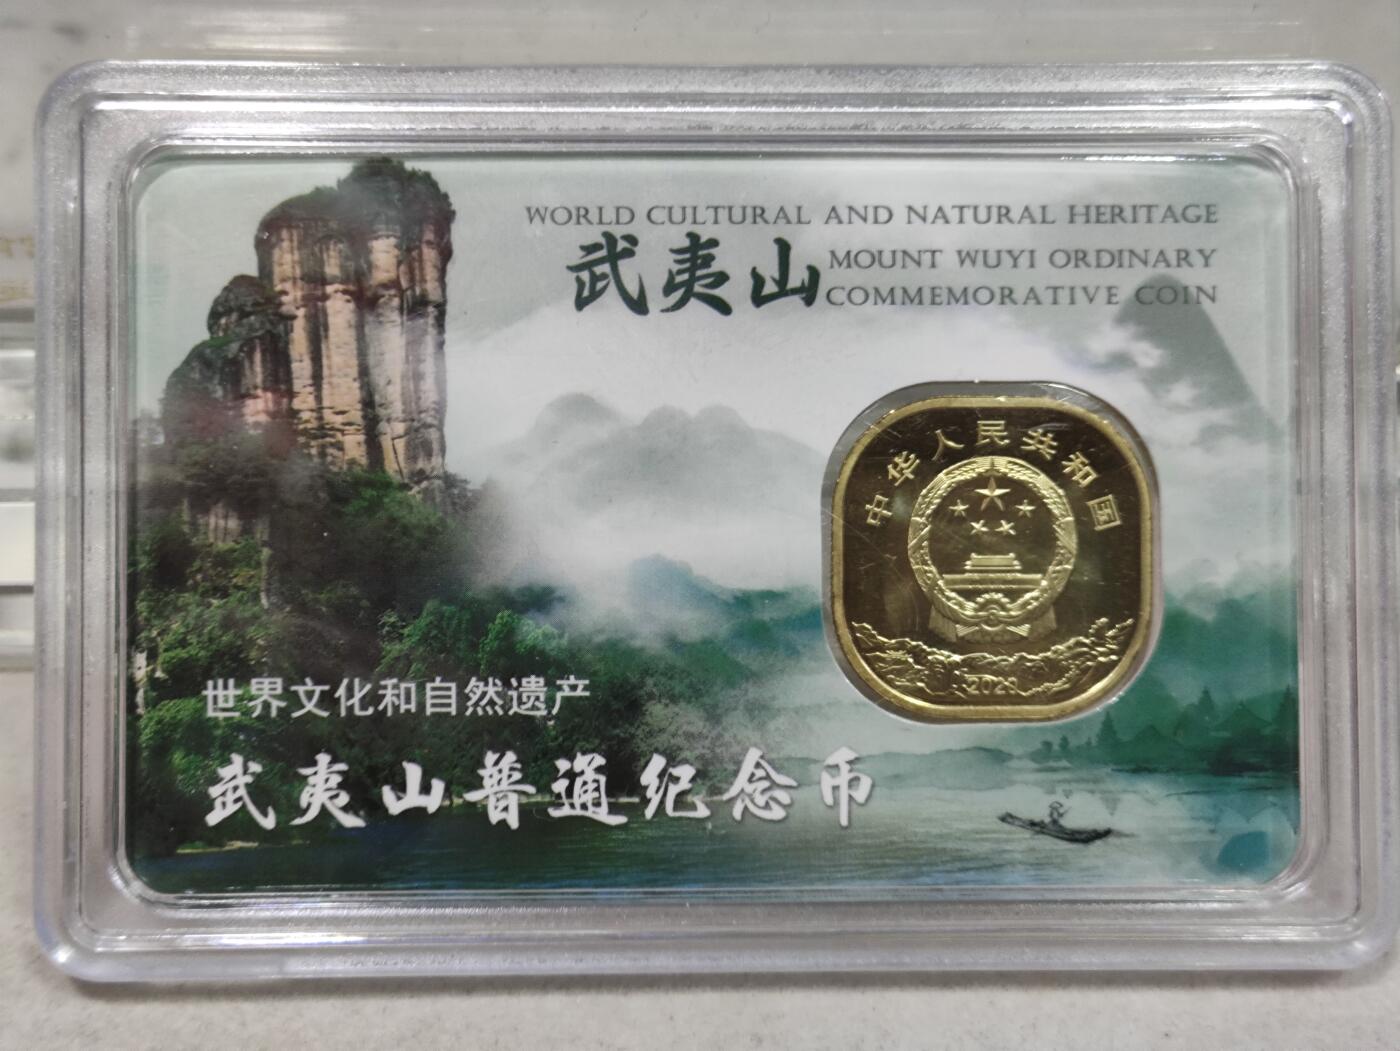 WORLD CULTURAL AND NATURAL HERITAGE
武夷山
MOUNT WUYI ORDINARY
COMMEMORATIVE COIN
中华人民共和国
世界文化和自然遗产
武夷山普通纪念币